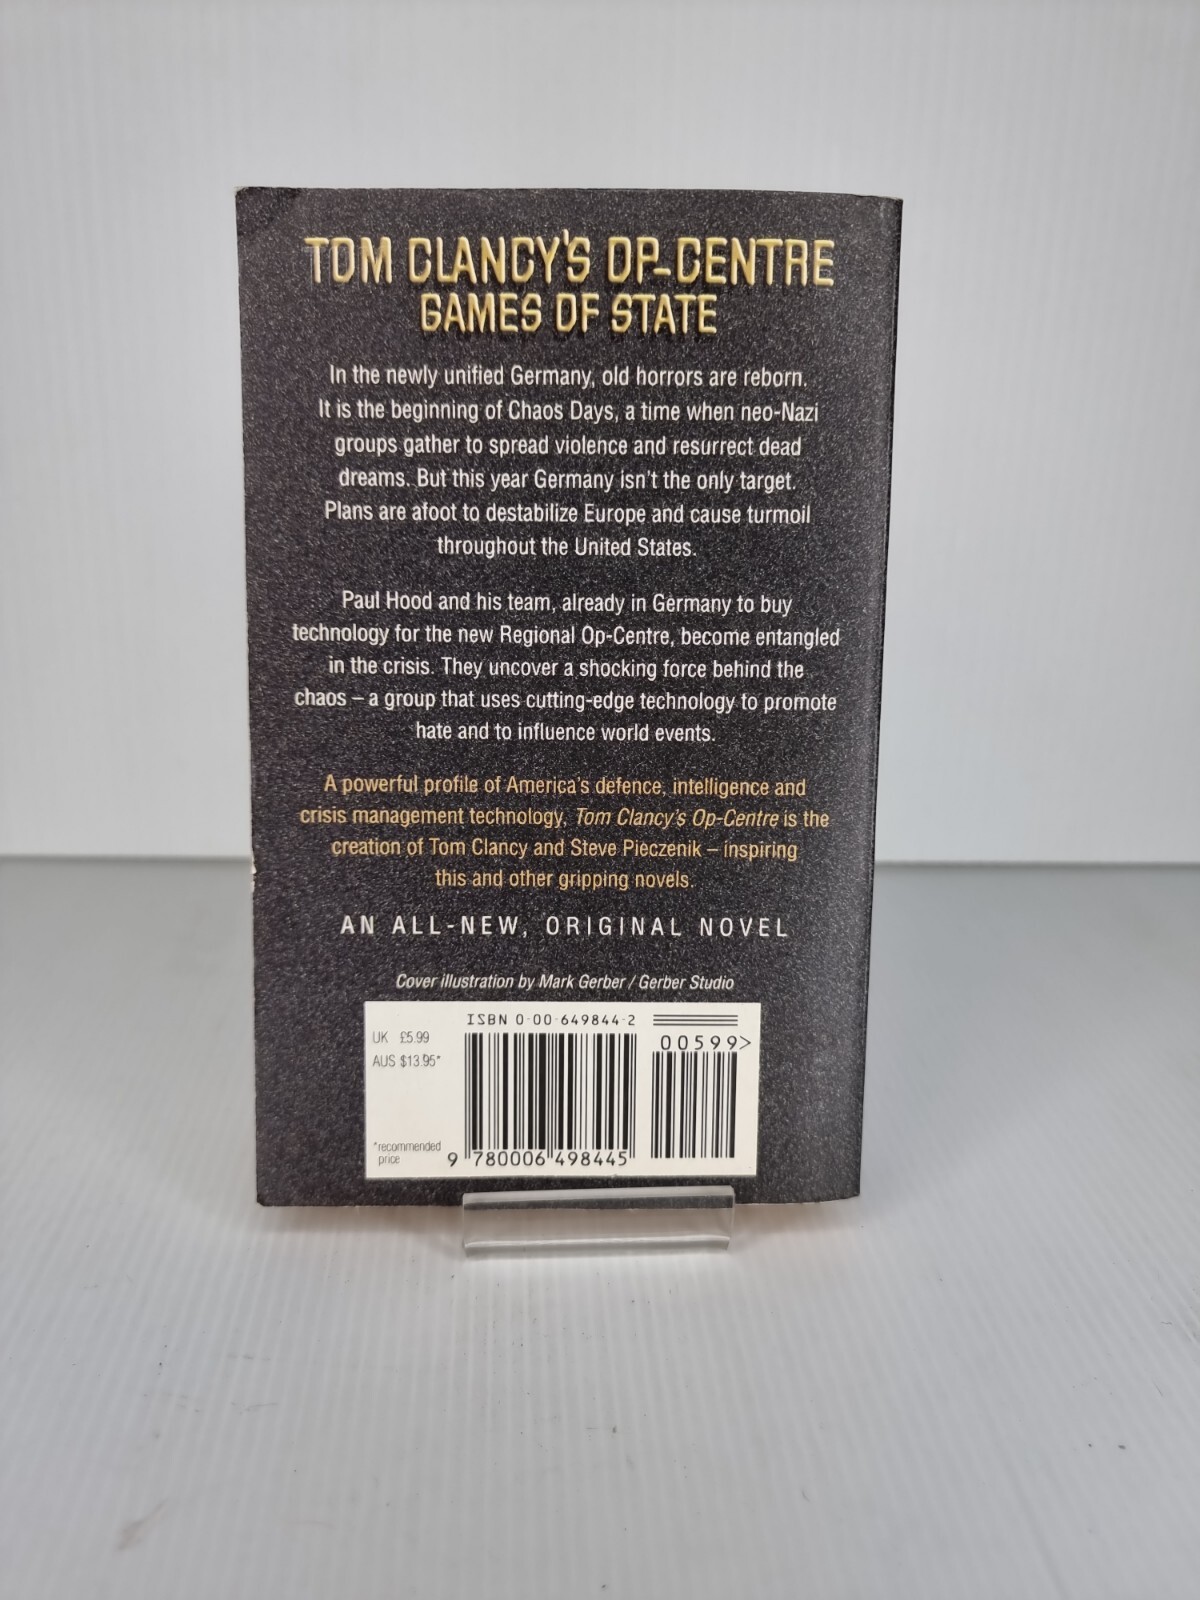 TOM CLANCY'S OP-CENTRE
GAMES OF STATE
In the newly unified Germany, old horrors are reborn.
It is the beginning of Chaos Days, a time when neo-Nazi
groups gather to spread violence and resurrect dead
dreams. But this year Germany isn't the only target.
Plans are afoot to destabilize Europe and cause turmoil
throughout the United States.
Paul Hood and his team, already in Germany to buy
technology for the new Regional Op-Centre, become entangled
in the crisis. They uncover a shocking force behind the
chaos – a group that uses cutting-edge technology to promote
hate and to influence world events.
A powerful profile of America's defence, intelligence and
crisis management technology, Tom Clancy's Op-Centre is the
creation of Tom Clancy and Steve Pieczenik – inspiring
this and other gripping novels.
AN ALL-NEW, ORIGINAL NOVEL
Cover illustration by Mark Gerber / Gerber Studio
ISBN 0-00-649844-2
UK £5.99
AUS $13.95*
00599>
*recommended
price
9 780006 498445